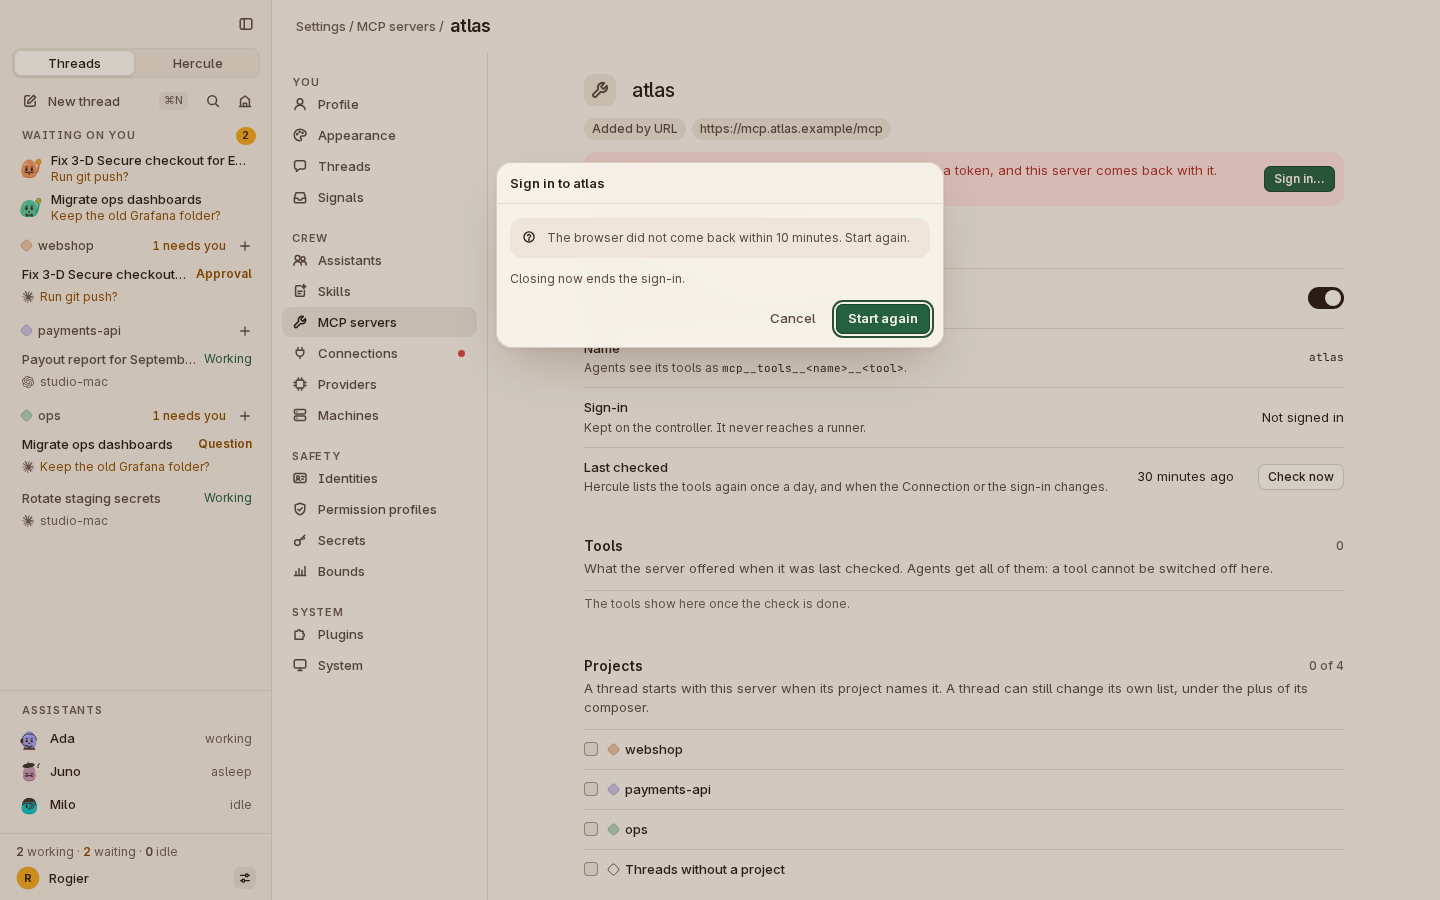 Threads
Hercule
New thread
⌘N
WAITING ON YOU
2
Fix 3-D Secure checkout for E…
Run git push?
Migrate ops dashboards
Keep the old Grafana folder?
webshop
1 needs you
Fix 3-D Secure checkout…
Approval
Run git push?
payments-api
Payout report for Septemb…
Working
studio-mac
ops
1 needs you
Migrate ops dashboards
Question
Keep the old Grafana folder?
Rotate staging secrets
Working
studio-mac
ASSISTANTS
Ada
working
Juno
asleep
Milo
idle
2 working · 2 waiting · 0 idle
R
Rogier
Settings / MCP servers / atlas
YOU
Profile
Appearance
Threads
Signals
CREW
Assistants
Skills
MCP servers
Connections
Providers
Machines
SAFETY
Identities
Permission profiles
Secrets
Bounds
SYSTEM
Plugins
System
atlas
Added by URL
https://mcp.atlas.example/mcp
a token, and this server comes back with it.
Sign in…
Sign in to atlas
The browser did not come back within 10 minutes. Start again.
Closing now ends the sign-in.
Cancel
Start again
Name
Agents see its tools as mcp__tools__<name>__<tool>.
atlas
Sign-in
Kept on the controller. It never reaches a runner.
Not signed in
Last checked
Hercule lists the tools again once a day, and when the Connection or the sign-in changes.
30 minutes ago
Check now
Tools
0
What the server offered when it was last checked. Agents get all of them: a tool cannot be switched off here.
The tools show here once the check is done.
Projects
0 of 4
A thread starts with this server when its project names it. A thread can still change its own list, under the plus of its
composer.
webshop
payments-api
ops
Threads without a project